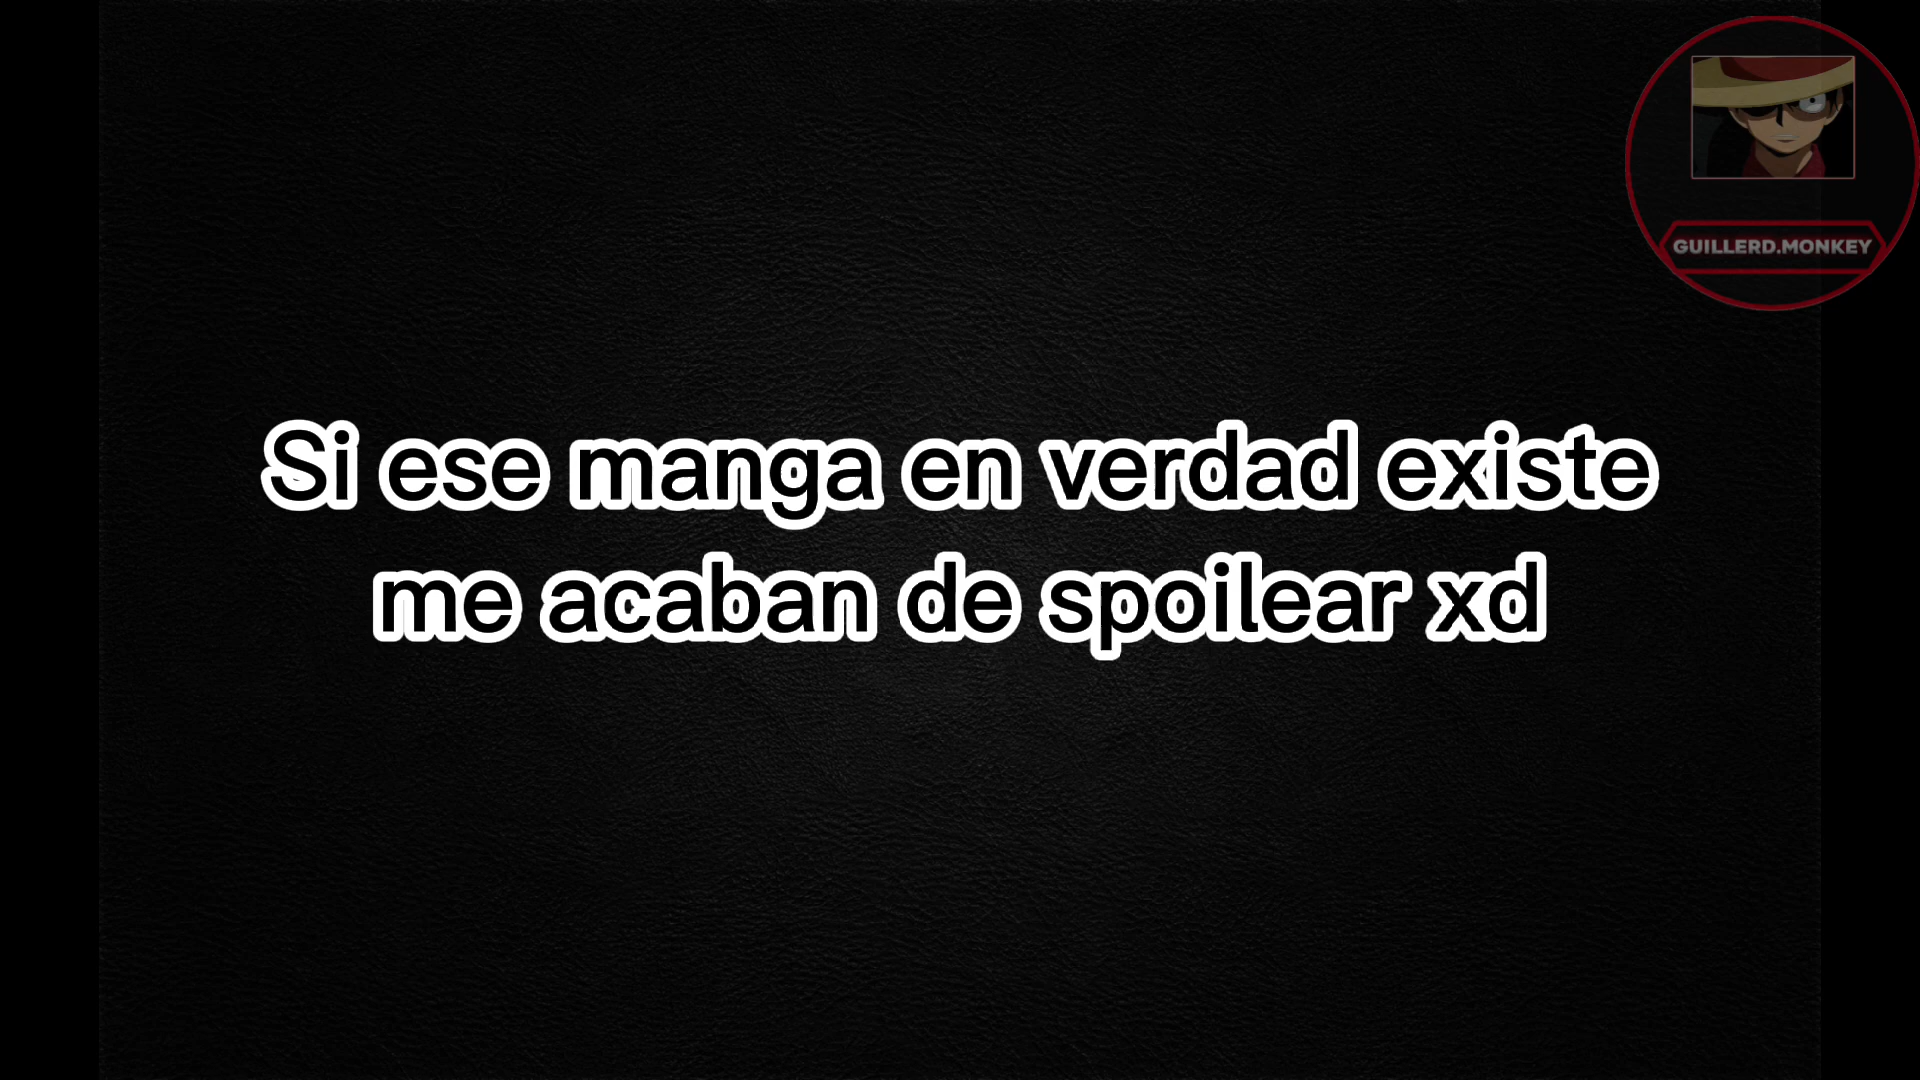 GUILLERD.MONKEY
Si ese manga en verdad existe
me acaban de spoilear xd